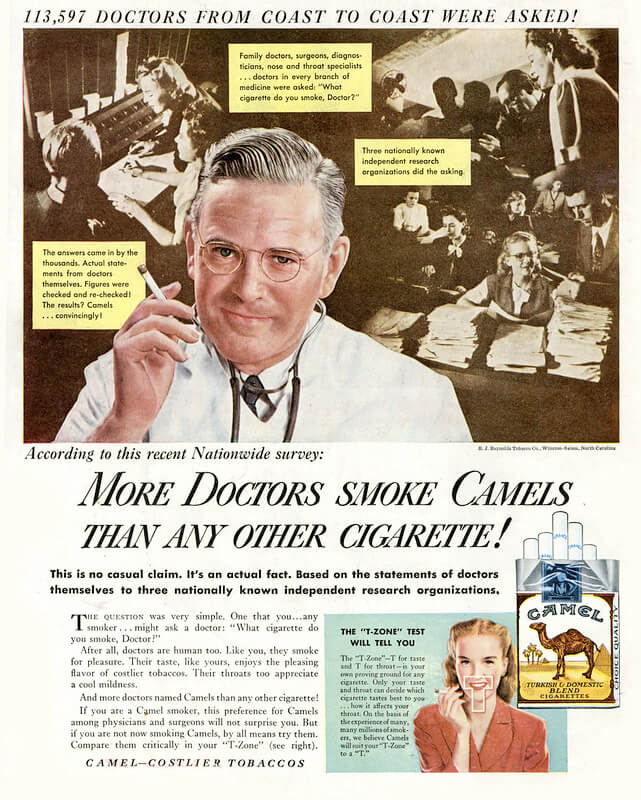 113,597 DOCTORS FROM COAST TO COAST WERE ASKED!
Family doctors, surgeons, diagnos-
ticians, nose and throat specialists
...doctors in every branch of
medicine were asked: "What
cigarette do you smoke, Doctor?"
Three nationally known
independent research
organizations did the asking.
The answers came in by the
thousands. Actual state-
ments from doctors
themselves. Figures were
checked and re-checked!
The results? Camels
...convincingly!
R. J. Reynolds Tobacco Co., Winston-Salem, North Carolina
According to this recent Nationwide survey:
MORE DOCTORS SMOKE CAMELS
THAN ANY OTHER CIGARETTE!
This is no casual claim. It's an actual fact. Based on the statements of doctors
themselves to three nationally known independent research organizations.
THE QUESTION was very simple. One that you...any
smoker...might ask a doctor: "What cigarette do
you smoke, Doctor?"
After all, doctors are human too. Like you, they smoke
for pleasure. Their taste, like yours, enjoys the pleasing
flavor of costlier tobaccos. Their throats too appreciate
a cool mildness.
And more doctors named Camels than any other cigarette!
If you are a Camel smoker, this preference for Camels
among physicians and surgeons will not surprise you. But
if you are not now smoking Camels, by all means try them.
Compare them critically in your "T-Zone" (see right).
CAMEL—COSTLIER TOBACCOS
THE "T-ZONE" TEST
WILL TELL YOU
The "T-Zone"—T for taste
and T for throat—is your
own proving ground for any
cigarette. Only your taste
and throat can decide which
cigarette tastes best to you
...how it affects your
throat. On the basis of
the experience of many,
many millions of smok-
ers, we believe Camels
will suit your "T-Zone"
to a "T."
T
CAMEL
TURKISH & DOMESTIC
BLEND
CIGARETTES
CHOICE QUALITY